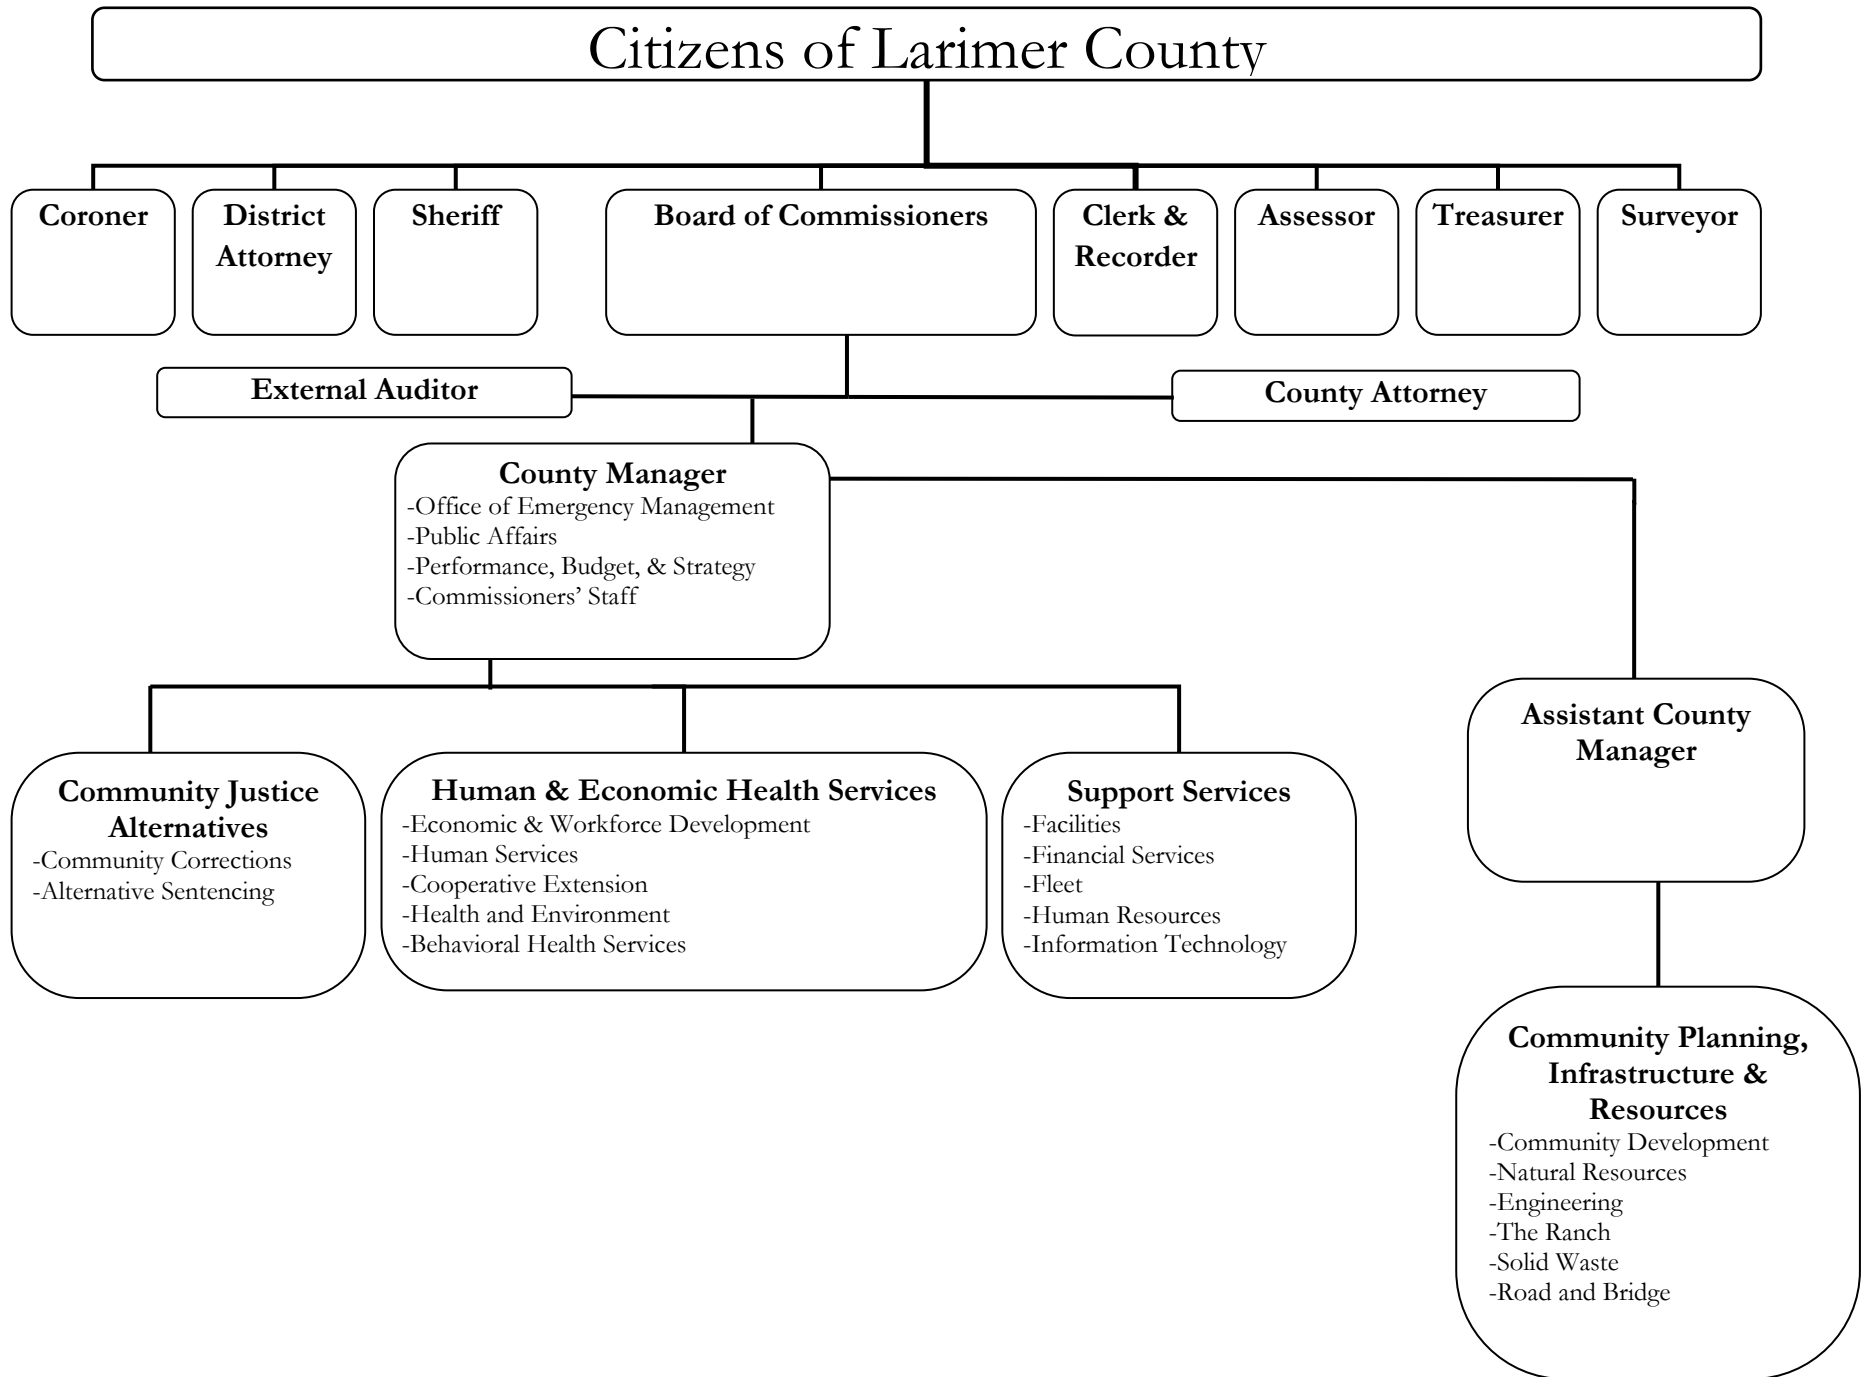 Citizens of Larimer County
Coroner
District
Attorney
Sheriff
Board of Commissioners
Clerk &
Recorder
Assessor
Treasurer
Surveyor
External Auditor
County Attorney
County Manager
-Office of Emergency Management
-Public Affairs
-Performance, Budget, & Strategy
-Commissioners’ Staff
Assistant County
Manager
Community Justice
Alternatives
-Community Corrections
-Alternative Sentencing
Human & Economic Health Services
-Economic & Workforce Development
-Human Services
-Cooperative Extension
-Health and Environment
-Behavioral Health Services
Support Services
-Facilities
-Financial Services
-Fleet
-Human Resources
-Information Technology
Community Planning,
Infrastructure &
Resources
-Community Development
-Natural Resources
-Engineering
-The Ranch
-Solid Waste
-Road and Bridge